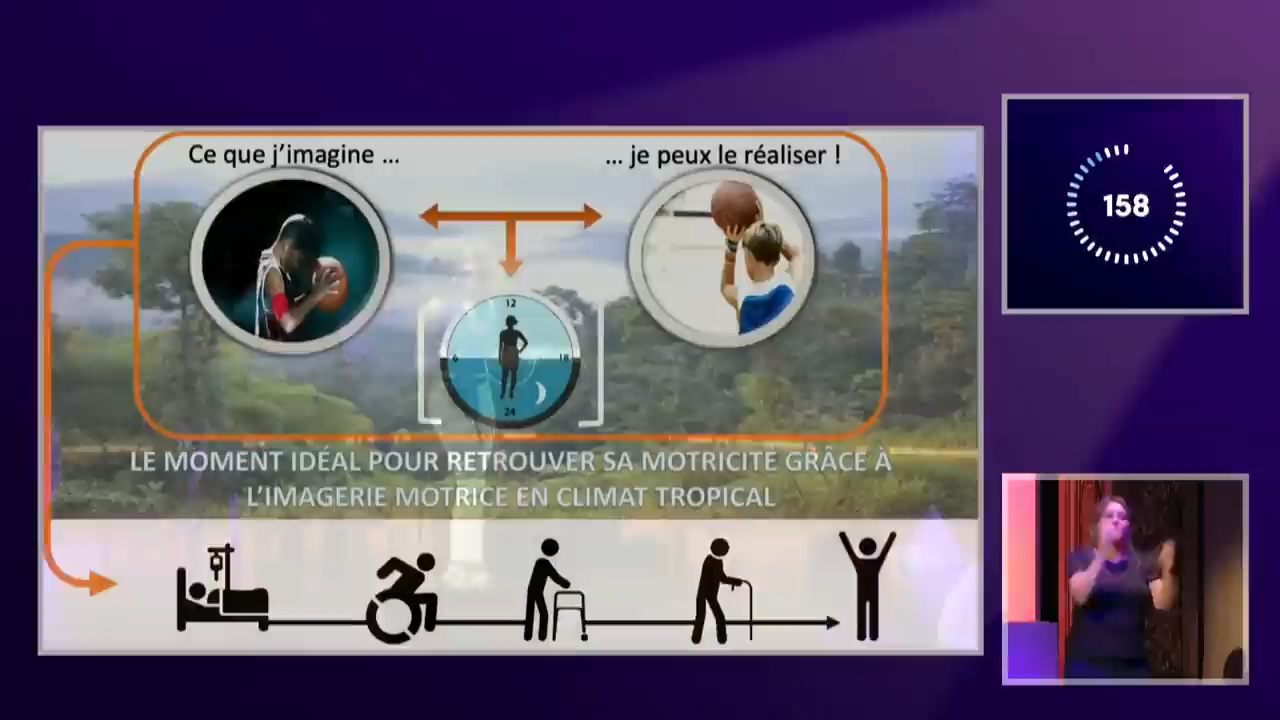 Ce que j'imagine ...
... je peux le réaliser !
158
12
6
18
24
LE MOMENT IDÉAL POUR RETROUVER SA MOTRICITÉ GRÂCE À
L'IMAGERIE MOTRICE EN CLIMAT TROPICAL